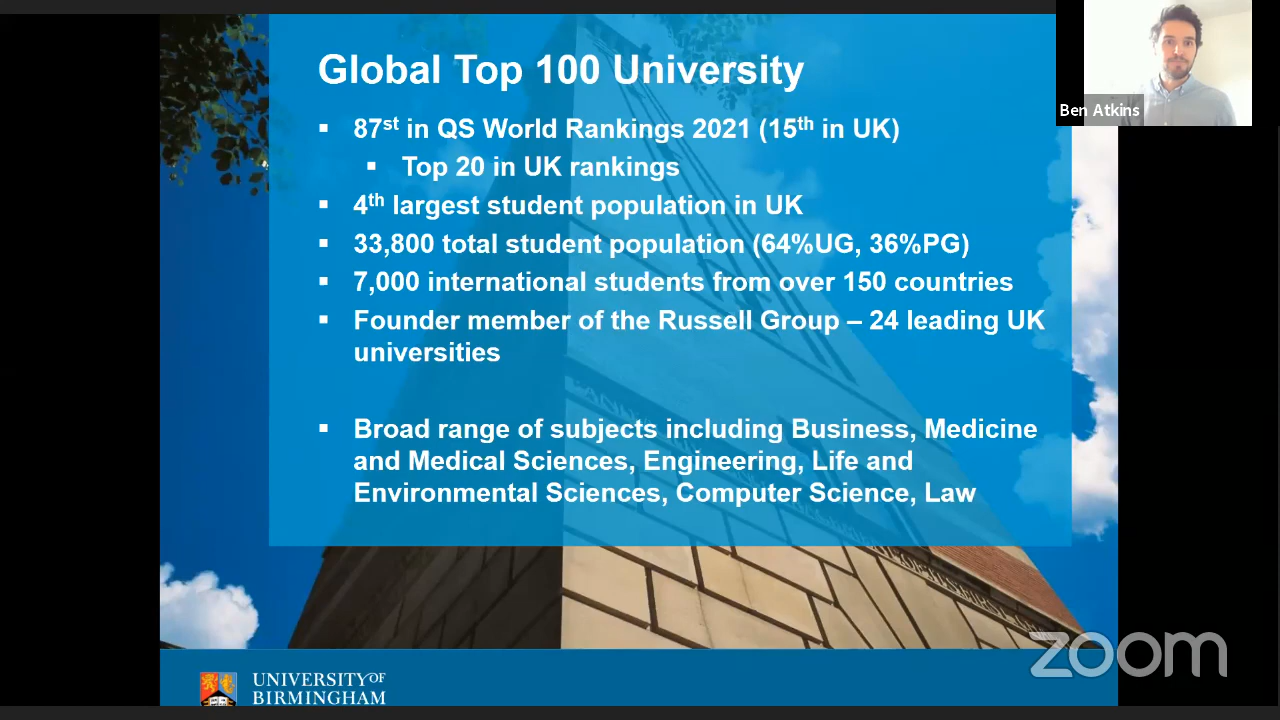 Global Top 100 University
▪ 87st in QS World Rankings 2021 (15th in UK)
▪ Top 20 in UK rankings
▪ 4th largest student population in UK
▪ 33,800 total student population (64%UG, 36%PG)
▪ 7,000 international students from over 150 countries
▪ Founder member of the Russell Group – 24 leading UK
universities
▪ Broad range of subjects including Business, Medicine
and Medical Sciences, Engineering, Life and
Environmental Sciences, Computer Science, Law
Ben Atkins
zoom
UNIVERSITY OF
BIRMINGHAM